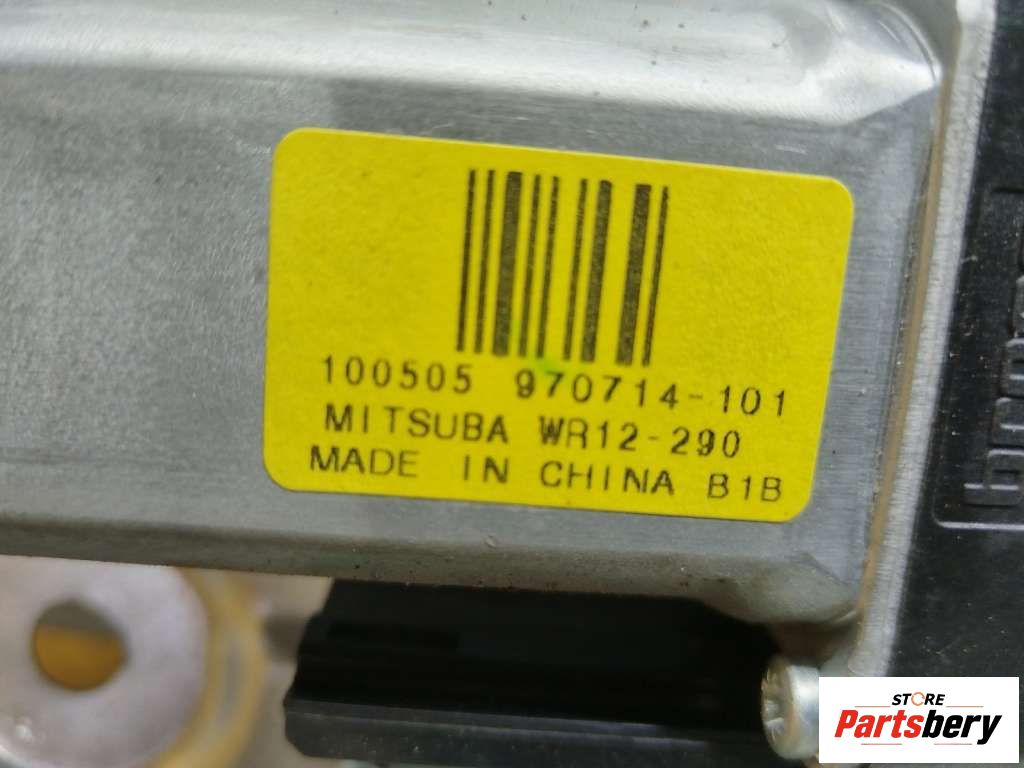 100505 970714-101
MITSUBA WR12-290
MADE IN CHINA B1B
STORE
Partsbery